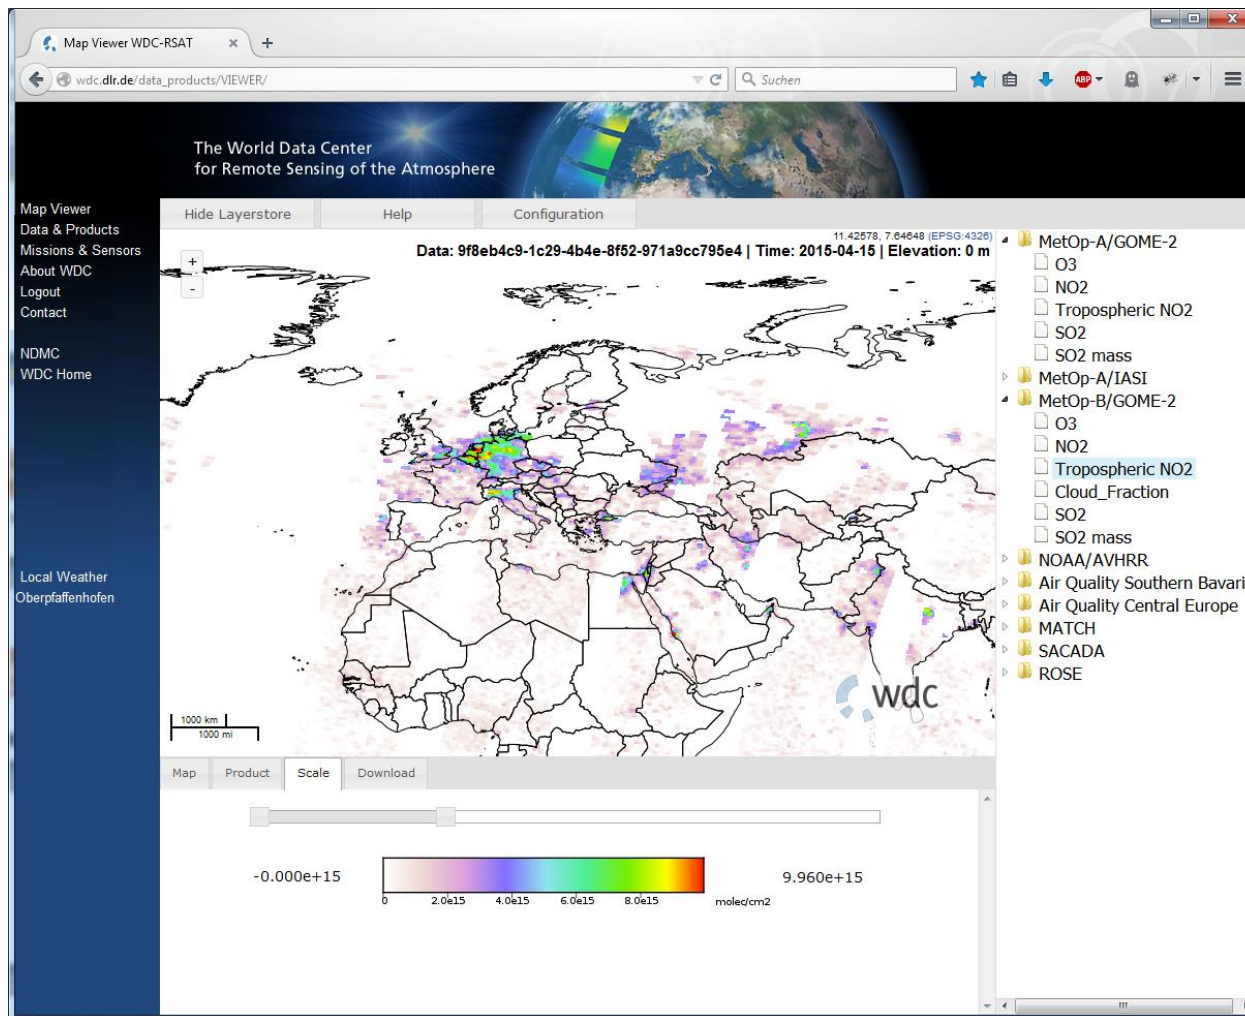 Map Viewer WDC-RSAT
wdc.dlr.de/data_products/VIEWER/
Suchen
ABP
The World Data Center
for Remote Sensing of the Atmosphere
Map Viewer
Data & Products
Missions & Sensors
About WDC
Logout
Contact
NDMC
WDC Home
Local Weather
Oberpfaffenhofen
Hide Layerstore
Help
Configuration
11.42578, 7.64648 (EPSG:4326)
Data: 9f8eb4c9-1c29-4b4e-8f52-971a9cc795e4 | Time: 2015-04-15 | Elevation: 0 m
+
-
wdc
1000 km
1000 mi
MetOp-A/GOME-2
O3
NO2
Tropospheric NO2
SO2
SO2 mass
MetOp-A/IASI
MetOp-B/GOME-2
O3
NO2
Tropospheric NO2
Cloud_Fraction
SO2
SO2 mass
NOAA/AVHRR
Air Quality Southern Bavari
Air Quality Central Europe
MATCH
SACADA
ROSE
Map
Product
Scale
Download
-0.000e+15
9.960e+15
0 2.0e15 4.0e15 6.0e15 8.0e15 molec/cm2